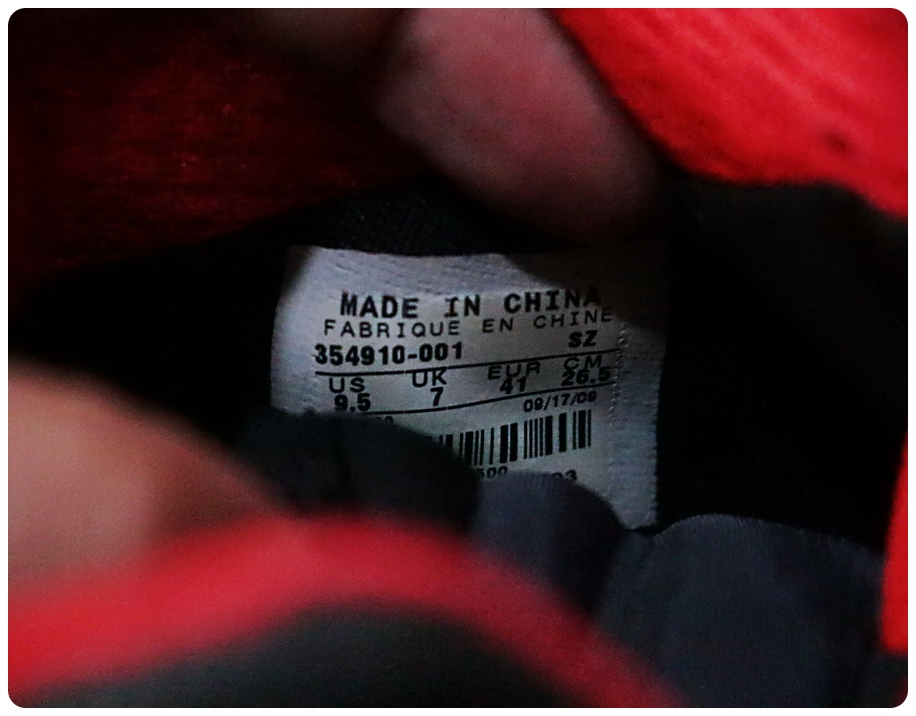 MADE IN CHINA
FABRIQUE EN CHINE
354910-001 SZ
US UK EUR CM
9.5 7 41 26.5
09/17/09